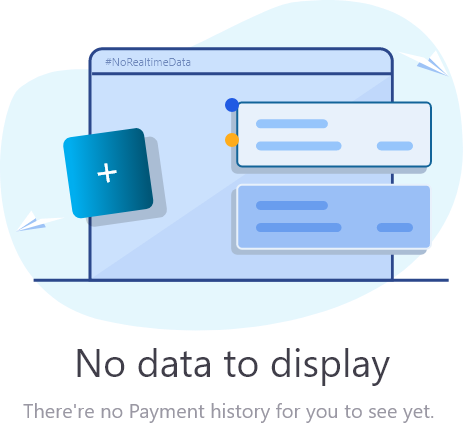 #NoRealtimeData
No data to display
There're no Payment history for you to see yet.